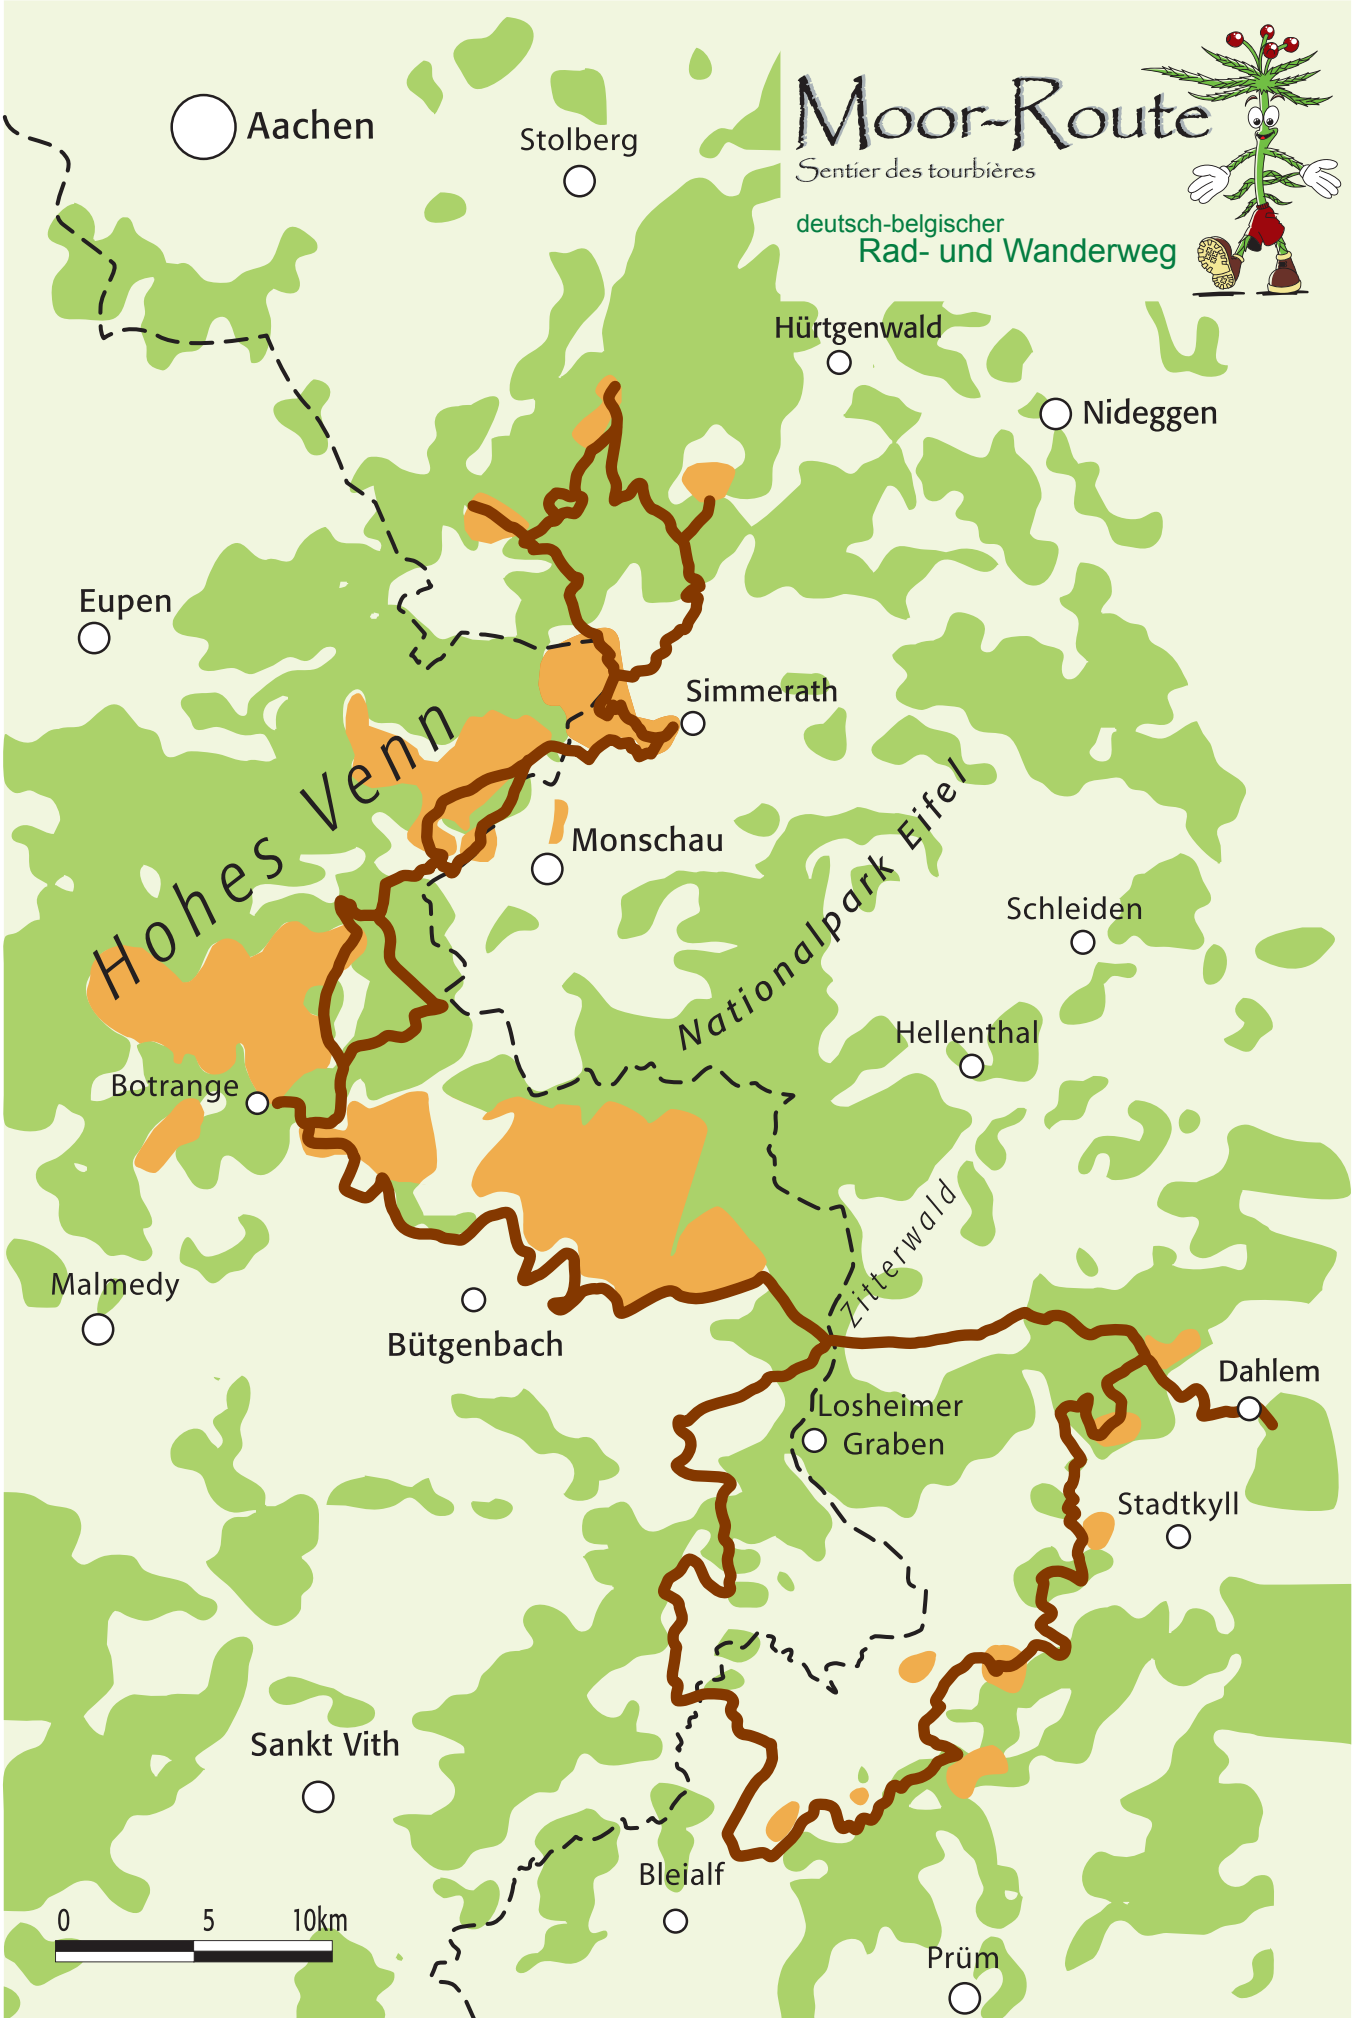 Moor-Route
Sentier des tourbières
deutsch-belgischer
Rad- und Wanderweg
Aachen
Stolberg
Hürtgenwald
Nideggen
Eupen
Simmerath
Hohes Venn
Monschau
Nationalpark Eifel
Schleiden
Hellenthal
Botrange
Zitterwald
Malmedy
Bütgenbach
Dahlem
Losheimer
Graben
Stadtkyll
Sankt Vith
Bleialf
0 5 10km
Prüm